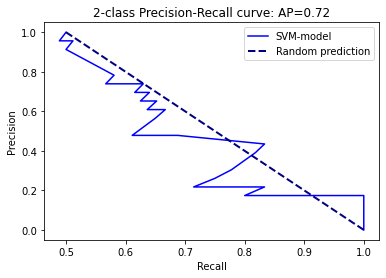 2-class Precision-Recall curve: AP=0.72
SVM-model
Random prediction
Precision
1.0
0.8
0.6
0.4
0.2
0.0
0.5
0.6
0.7
0.8
0.9
1.0
Recall